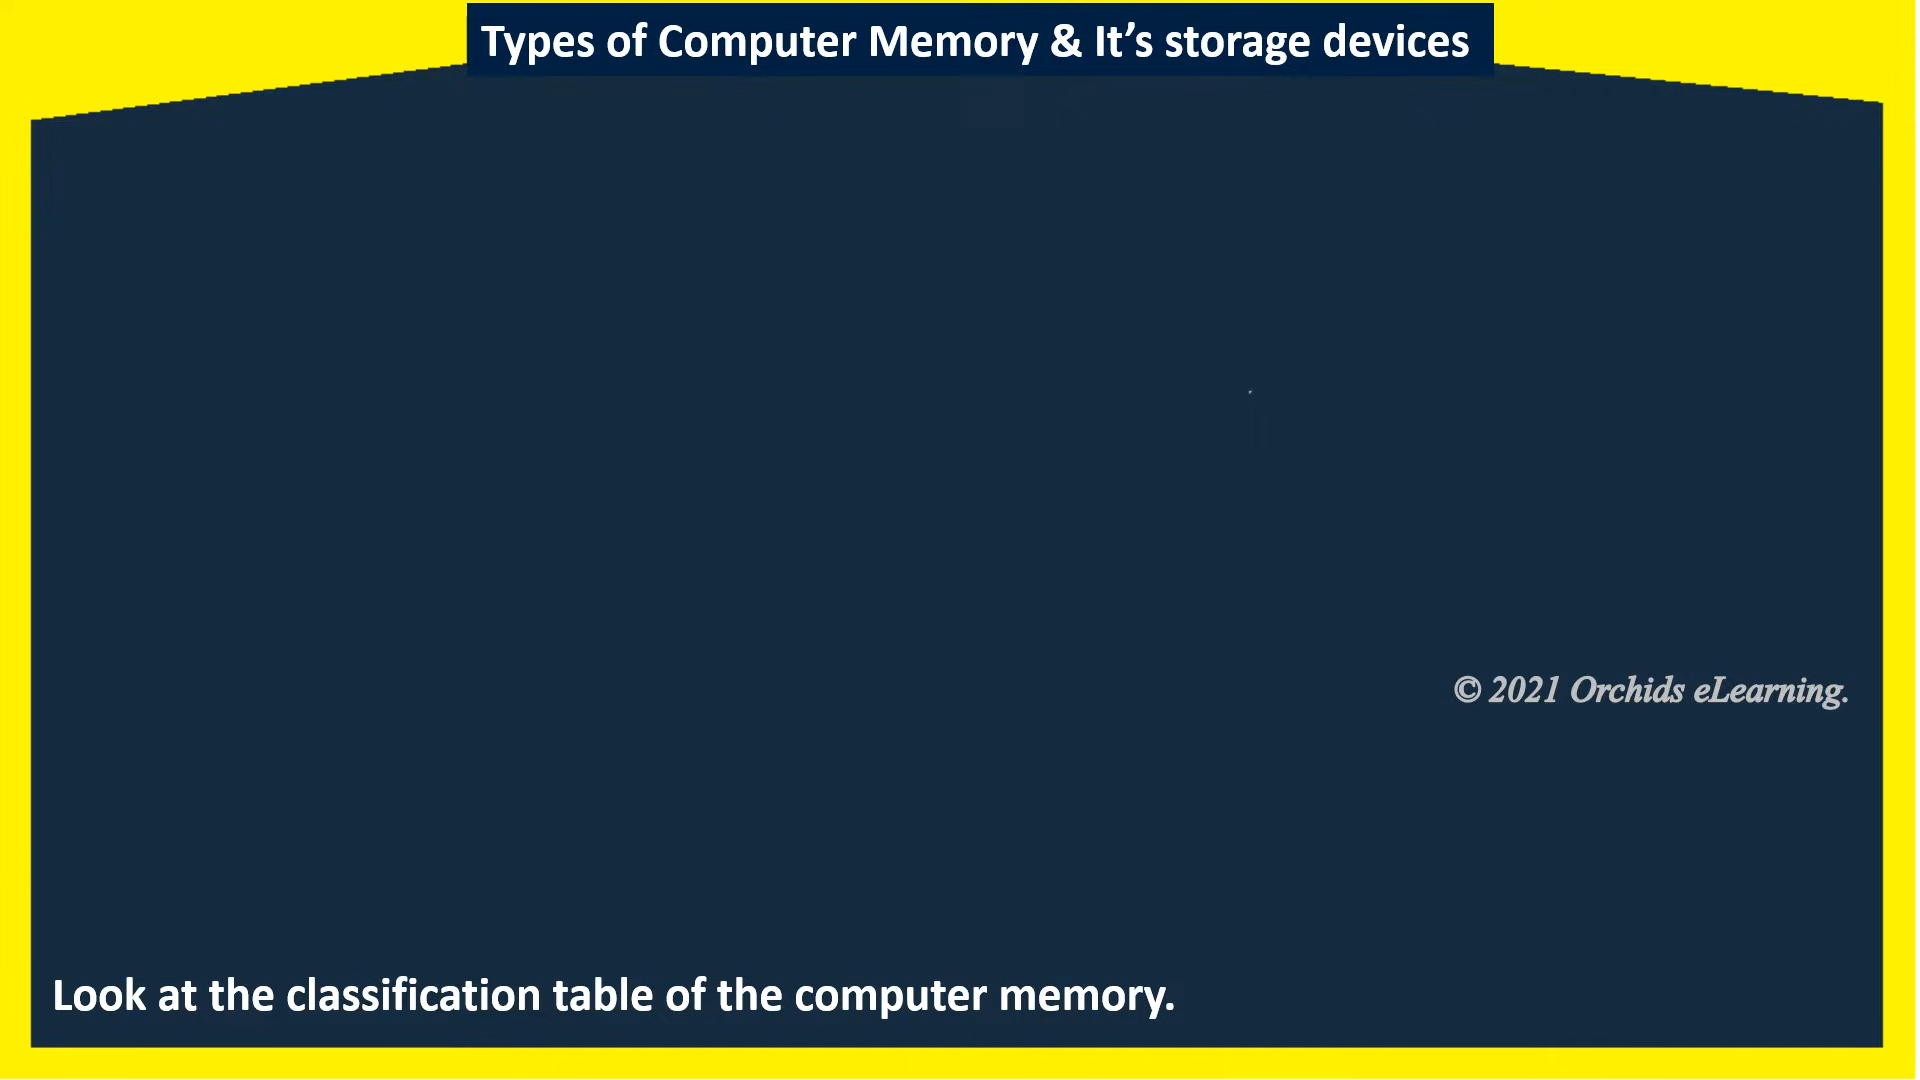 Types of Computer Memory & It’s storage devices
© 2021 Orchids eLearning.
Look at the classification table of the computer memory.